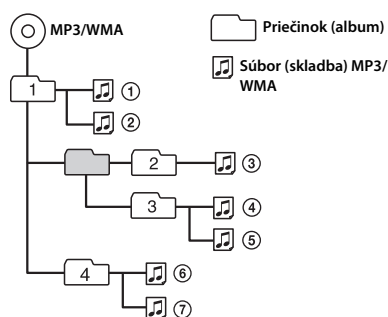 MP3/WMA
Priečinok (album)
Súbor (skladba) MP3/
WMA
1
①
②
2
③
3
④
⑤
4
⑥
⑦